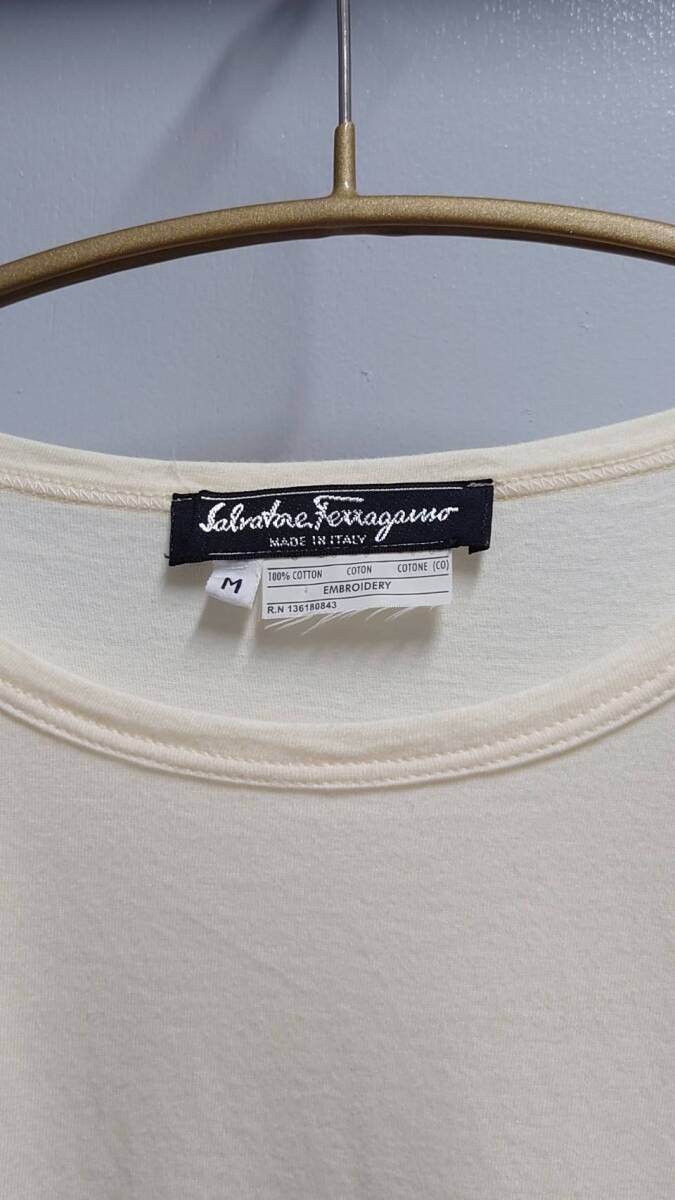 Salvatore Ferragamo
MADE IN ITALY
M
100% COTTON COTON COTONE (CO)
EMBROIDERY
R.N 136180843